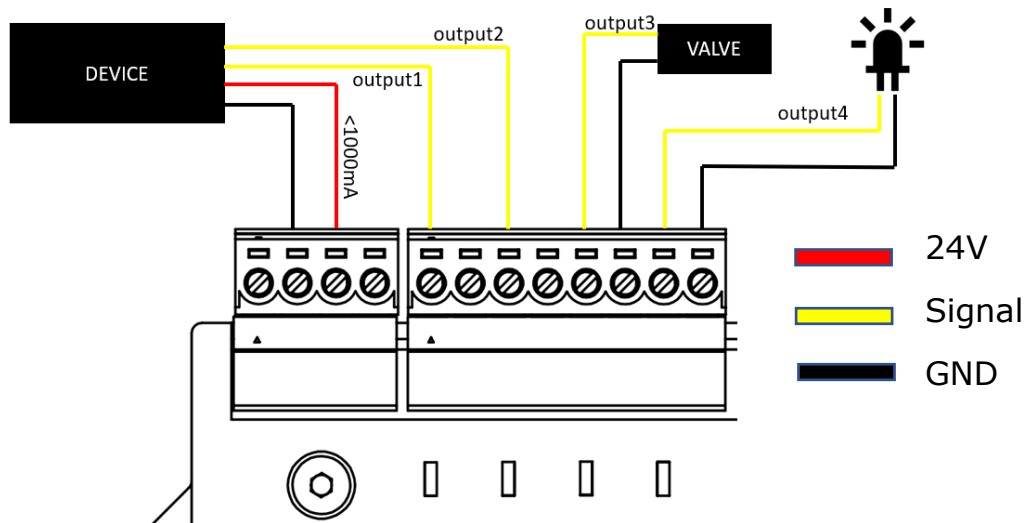 output3
output2
DEVICE
VALVE
output1
output4
<1000mA
24V
Signal
GND